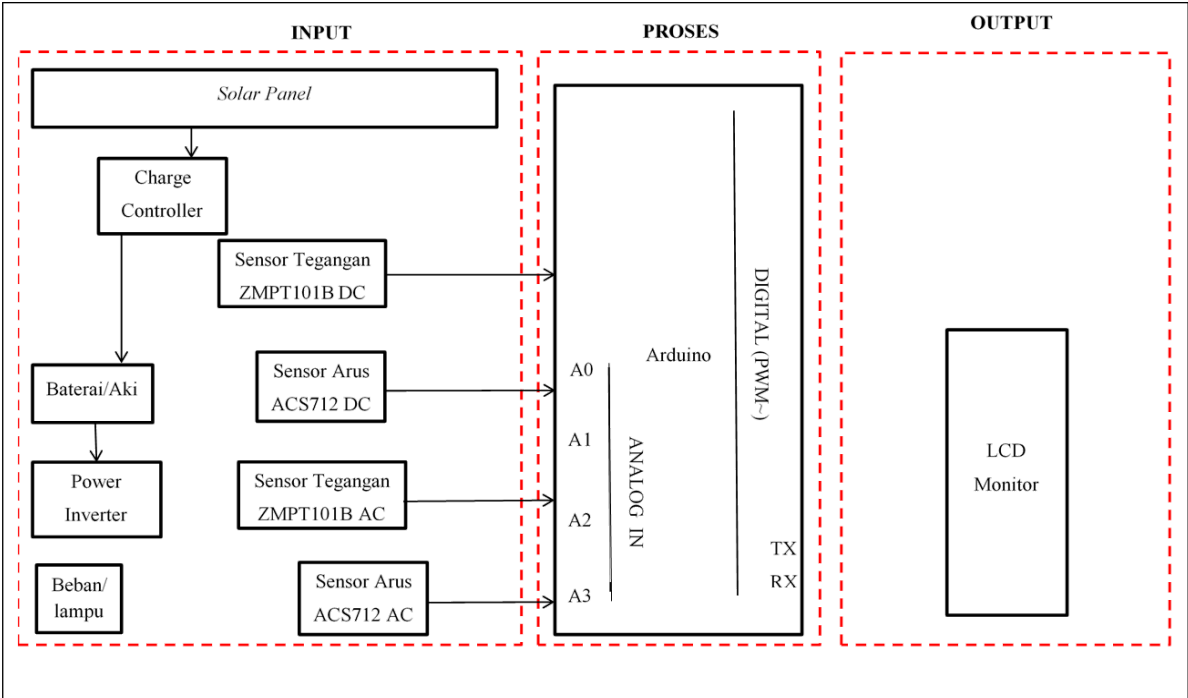 INPUT
PROSES
OUTPUT
Solar Panel
Charge
Controller
Sensor Tegangan
ZMPT101B DC
Baterai/Aki
Sensor Arus
ACS712 DC
Power
Inverter
Sensor Tegangan
ZMPT101B AC
Beban/
lampu
Sensor Arus
ACS712 AC
A0
A1
A2
A3
ANALOG IN
Arduino
DIGITAL (PWM~)
TX
RX
LCD
Monitor